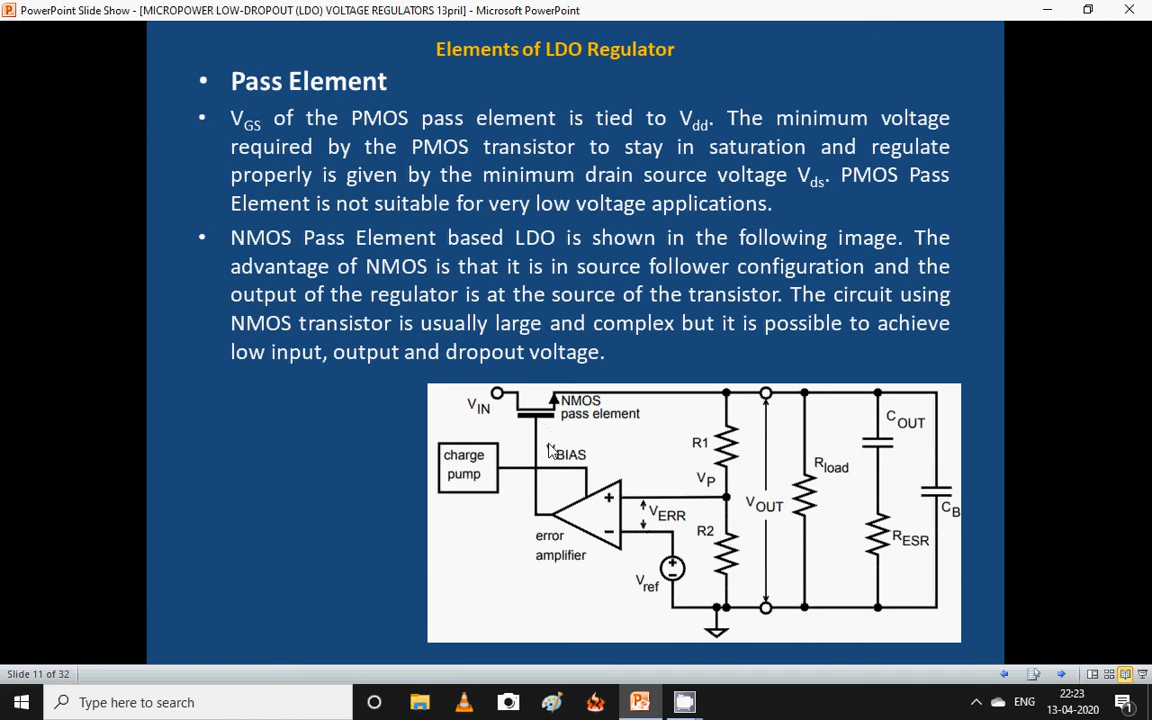 PowerPoint Slide Show - [MICROPOWER LOW-DROPOUT (LDO) VOLTAGE REGULATORS 13pril] - Microsoft PowerPoint
Elements of LDO Regulator
• Pass Element
• VGS of the PMOS pass element is tied to Vdd. The minimum voltage
required by the PMOS transistor to stay in saturation and regulate
properly is given by the minimum drain source voltage Vds. PMOS Pass
Element is not suitable for very low voltage applications.
• NMOS Pass Element based LDO is shown in the following image. The
advantage of NMOS is that it is in source follower configuration and the
output of the regulator is at the source of the transistor. The circuit using
NMOS transistor is usually large and complex but it is possible to achieve
low input, output and dropout voltage.
VIN
NMOS
pass element
charge
pump
BIAS
error
amplifier
+
−
VERR
Vref
+
−
R1
VP
R2
VOUT
Rload
COUT
RESR
CB
Slide 11 of 32
Type here to search
ENG
22:23
13-04-2020
1